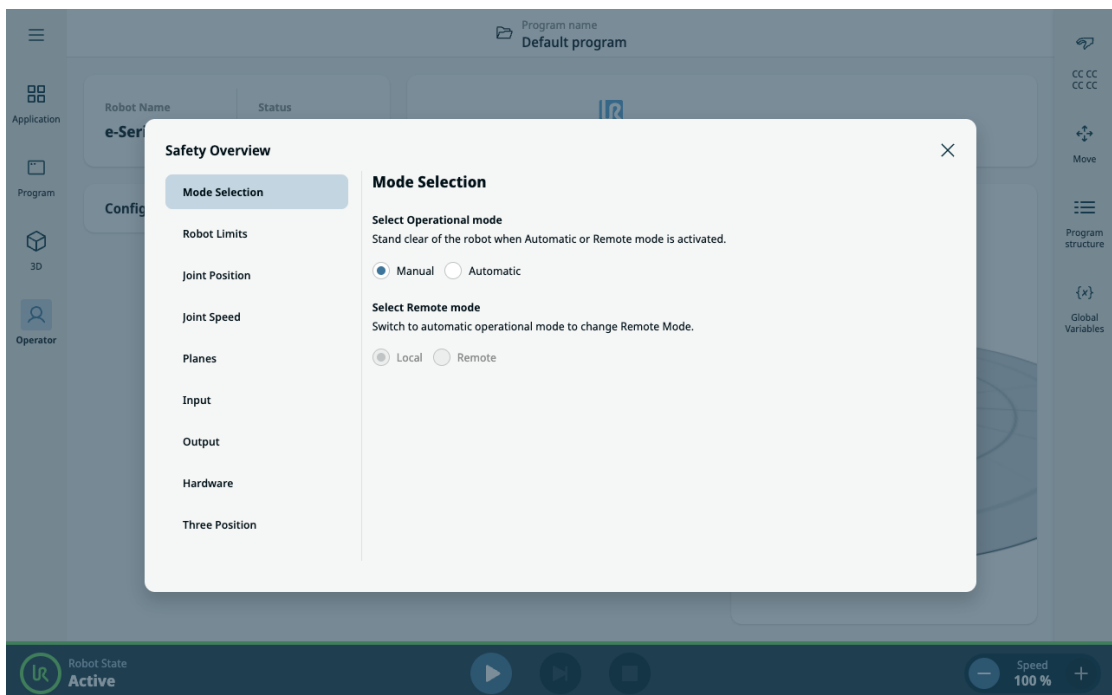 Program name
Default program
Application
Program
3D
Operator
Robot Name
Status
e-Seri
Config
Safety Overview
Mode Selection
Robot Limits
Joint Position
Joint Speed
Planes
Input
Output
Hardware
Three Position
Mode Selection
Select Operational mode
Stand clear of the robot when Automatic or Remote mode is activated.
Manual
Automatic
Select Remote mode
Switch to automatic operational mode to change Remote Mode.
Local
Remote
CC CC
CC CC
Move
Program
structure
{x}
Global
Variables
Robot State
Active
Speed
100 %